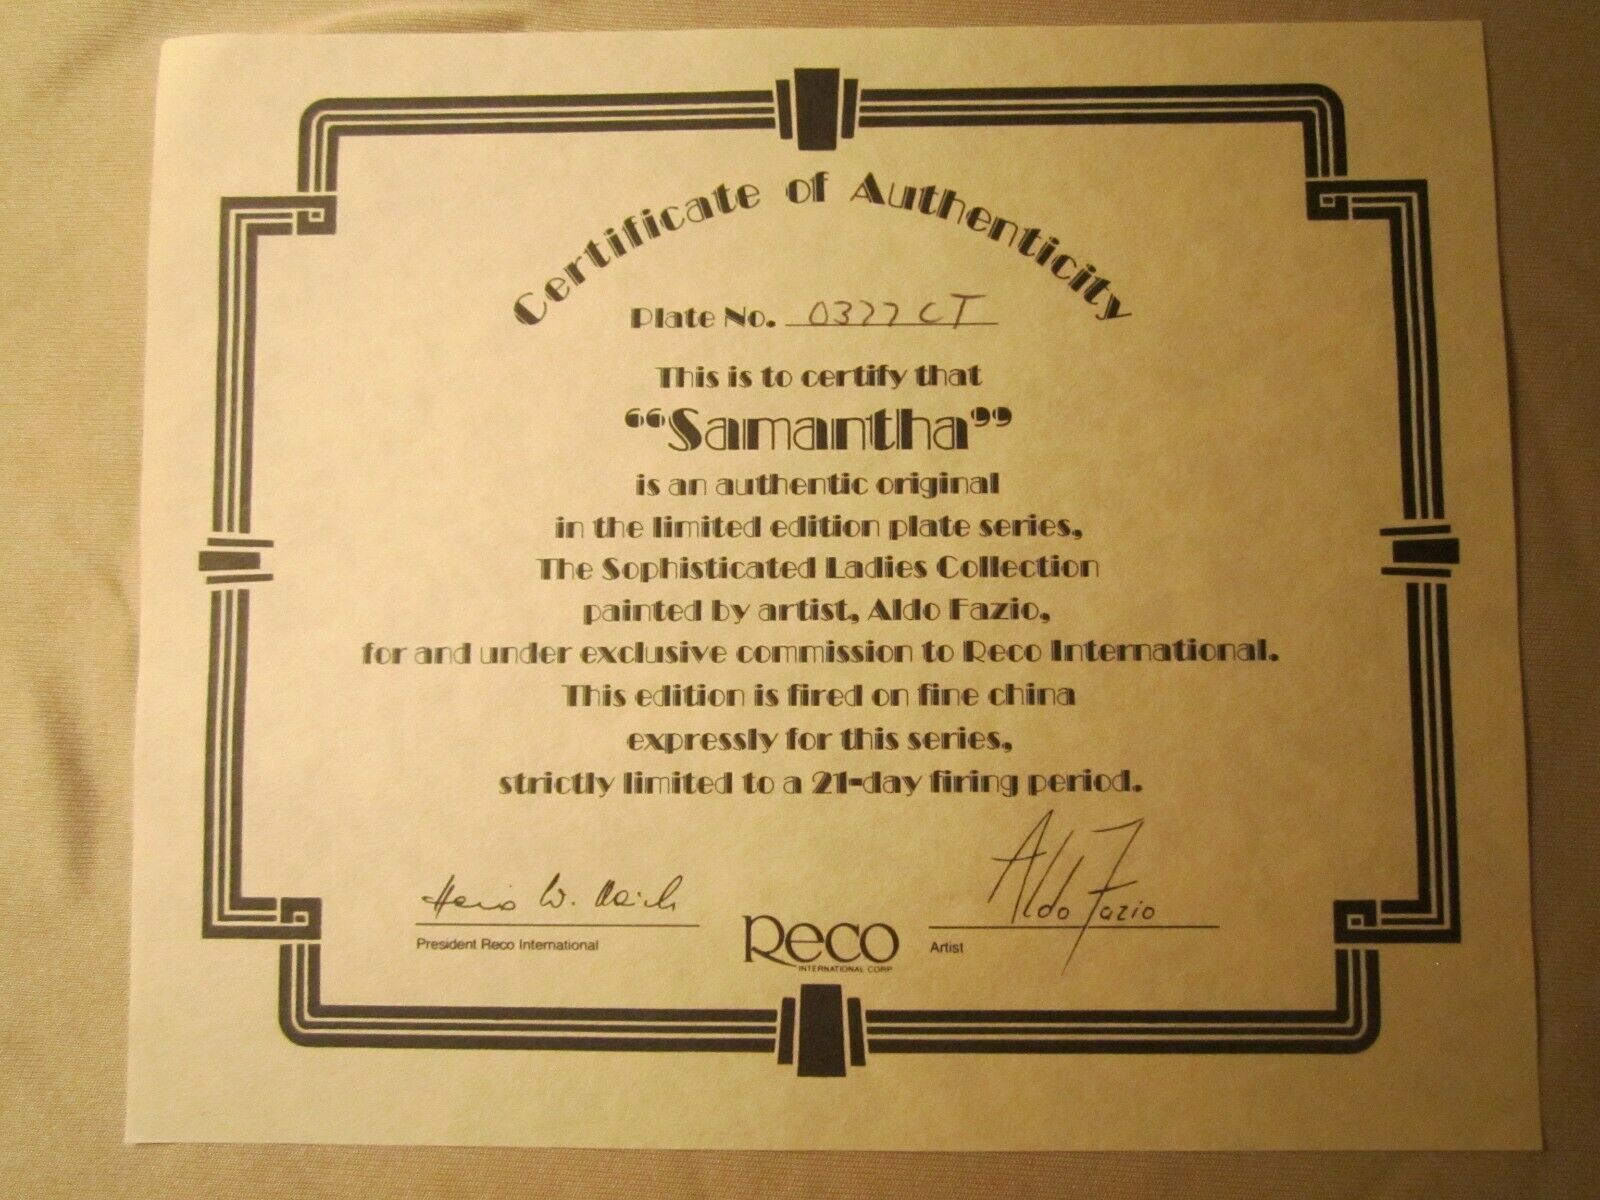 Certificate of Authenticity
Plate No. 0377 CT
This is to certify that
“Samantha”
is an authentic original
in the limited edition plate series,
The Sophisticated Ladies Collection
painted by artist, Aldo Fazio,
for and under exclusive commission to Reco International.
This edition is fired on fine china
expressly for this series,
strictly limited to a 21-day firing period.
Aldo Fazio
President Reco International
Reco
INTERNATIONAL CORP
Artist